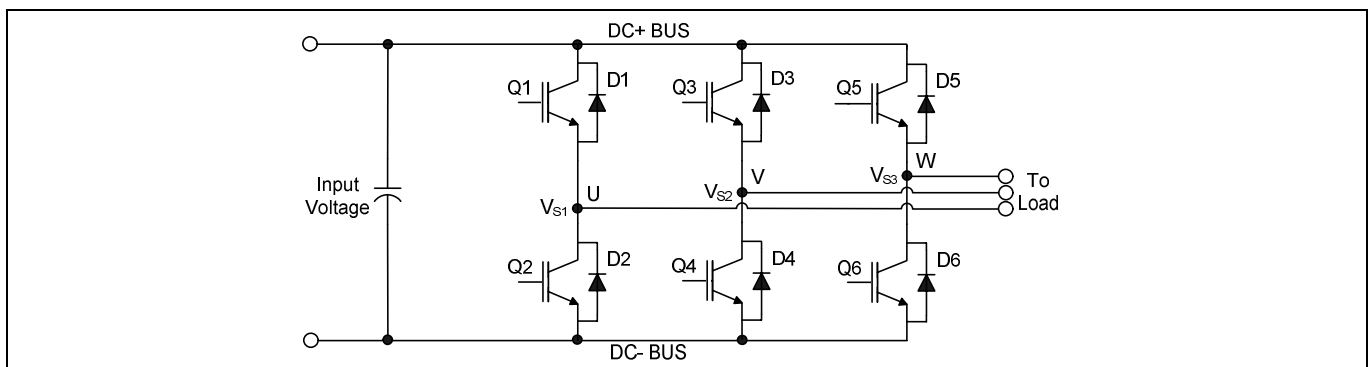 DC+ BUS
Q1
D1
Q3
D3
Q5
D5
Input
Voltage
VS1
U
VS2
V
VS3
W
To
Load
Q2
D2
Q4
D4
Q6
D6
DC- BUS